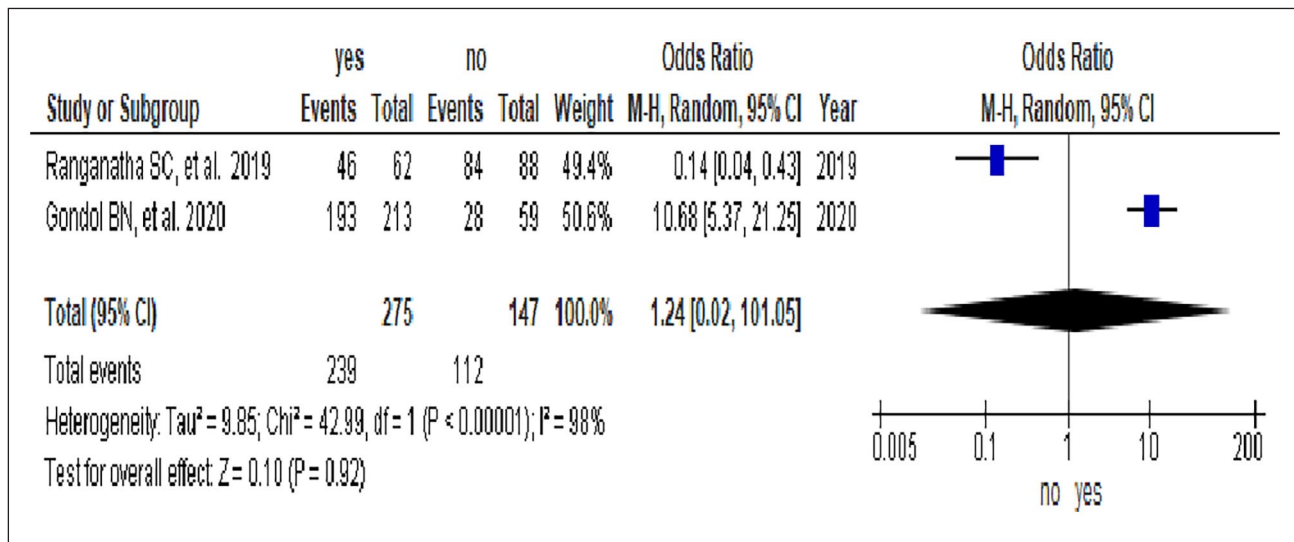 yes no Odds Ratio Odds Ratio
Study or Subgroup Events Total Events Total Weight M-H, Random, 95% CI Year M-H, Random, 95% CI
Ranganatha SC, et al. 2019 46 62 84 88 49.4% 0.14 [0.04, 0.43] 2019
Gondol BN, et al. 2020 193 213 28 59 50.6% 10.68 [5.37, 21.25] 2020
Total (95% CI) 275 147 100.0% 1.24 [0.02, 101.05]
Total events 239 112
Heterogeneity: Tau² = 9.85; Chi² = 42.99, df = 1 (P < 0.00001); I² = 98%
Test for overall effect: Z = 0.10 (P = 0.92)
0.005 0.1 1 10 200
no yes